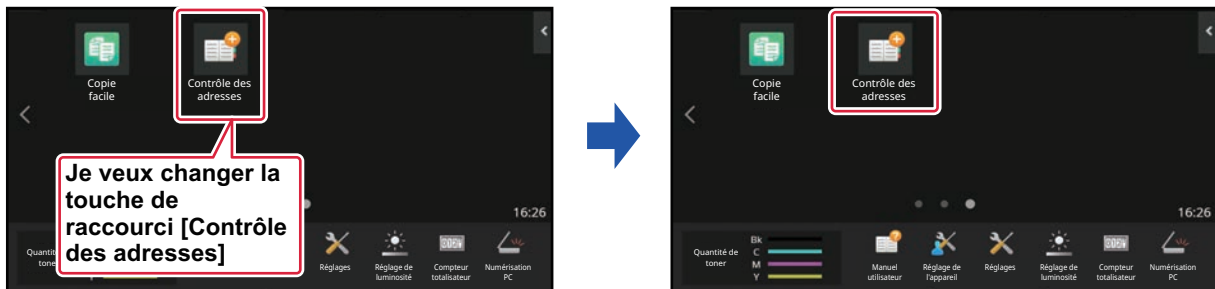 Copie
facile
Contrôle des
adresses
Je veux changer la
touche de
raccourci [Contrôle
des adresses]
16:26
Réglages
Réglage de
luminosité
Compteur
totalisateur
Numérisation
PC
Copie
facile
Contrôle des
adresses
16:26
Quantité de
toner
Bk
C
M
Y
Manuel
utilisateur
Réglage de
l'appareil
Réglages
Réglage de
luminosité
Compteur
totalisateur
Numérisation
PC